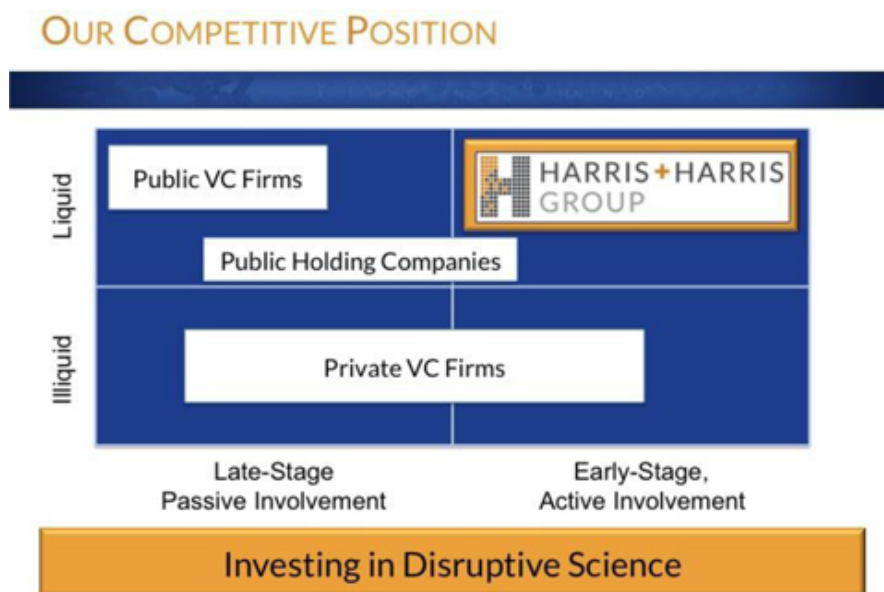 OUR COMPETITIVE POSITION
Liquid
Public VC Firms
HARRIS+HARRIS
GROUP
Public Holding Companies
Illiquid
Private VC Firms
Late-Stage
Passive Involvement
Early-Stage,
Active Involvement
Investing in Disruptive Science